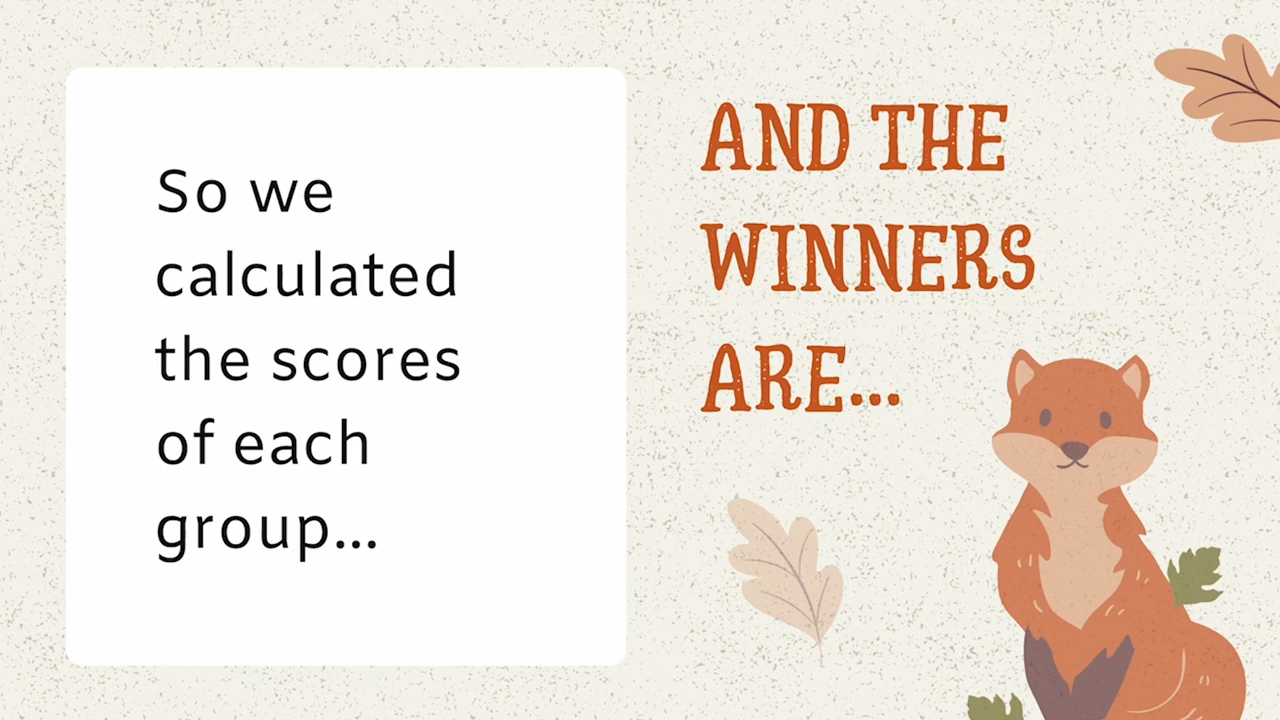 So we
calculated
the scores
of each
group...
AND THE
WINNERS
ARE...